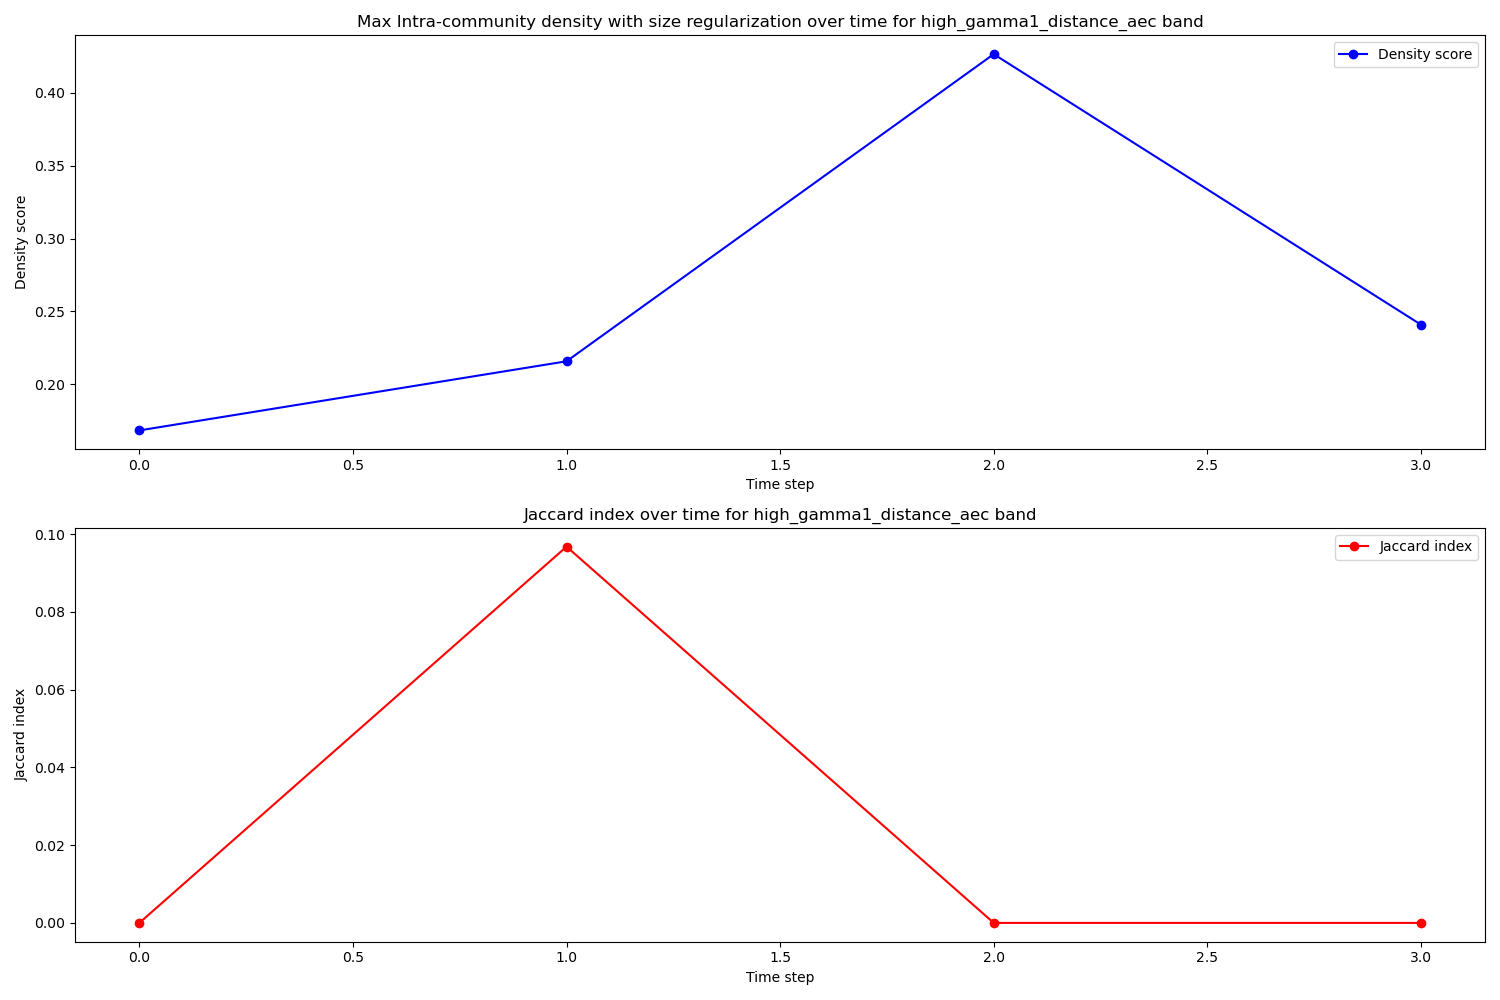 Max Intra-community density with size regularization over time for high_gamma1_distance_aec band
Density score
0.40
0.35
0.30
0.25
0.20
Density score
0.0 0.5 1.0 1.5 2.0 2.5 3.0
Time step
Jaccard index over time for high_gamma1_distance_aec band
Jaccard index
0.10
0.08
0.06
0.04
0.02
0.00
Jaccard index
0.0 0.5 1.0 1.5 2.0 2.5 3.0
Time step